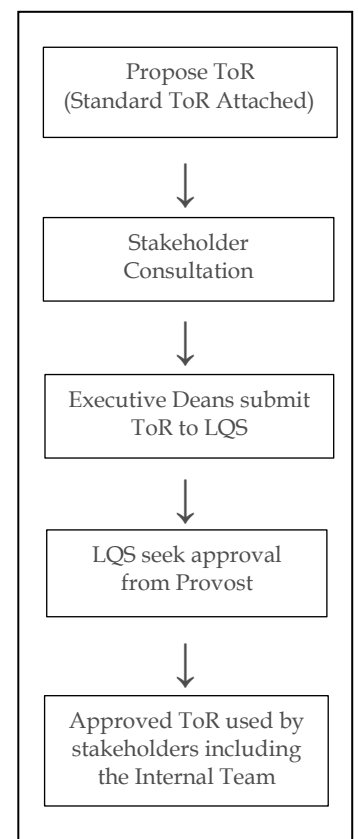 Propose ToR
(Standard ToR Attached)
Stakeholder
Consultation
Executive Deans submit
ToR to LQS
LQS seek approval
from Provost
Approved ToR used by
stakeholders including
the Internal Team